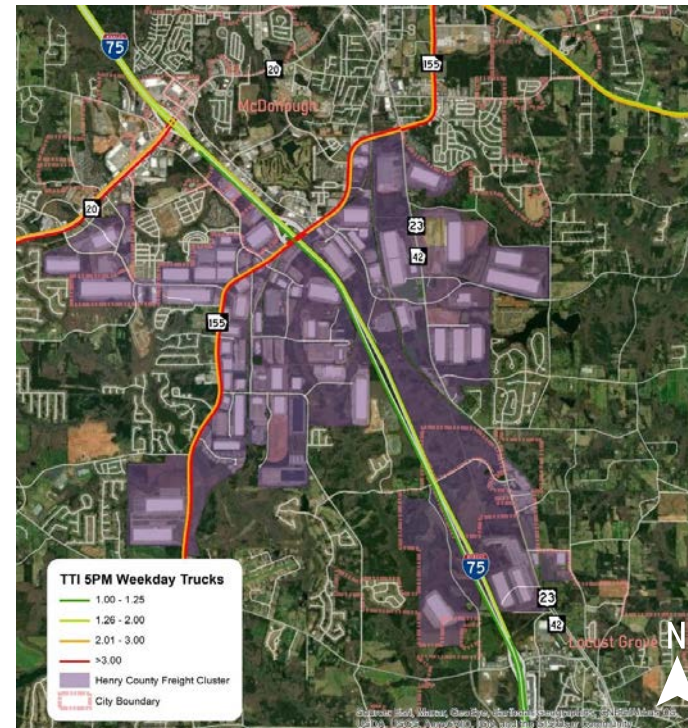 75
20
McDonough
155
20
23
42
155
75
23
42
Locust Grove
TTI 5PM Weekday Trucks
1.00 - 1.25
1.26 - 2.00
2.01 - 3.00
>3.00
Henry County Freight Cluster
City Boundary
N